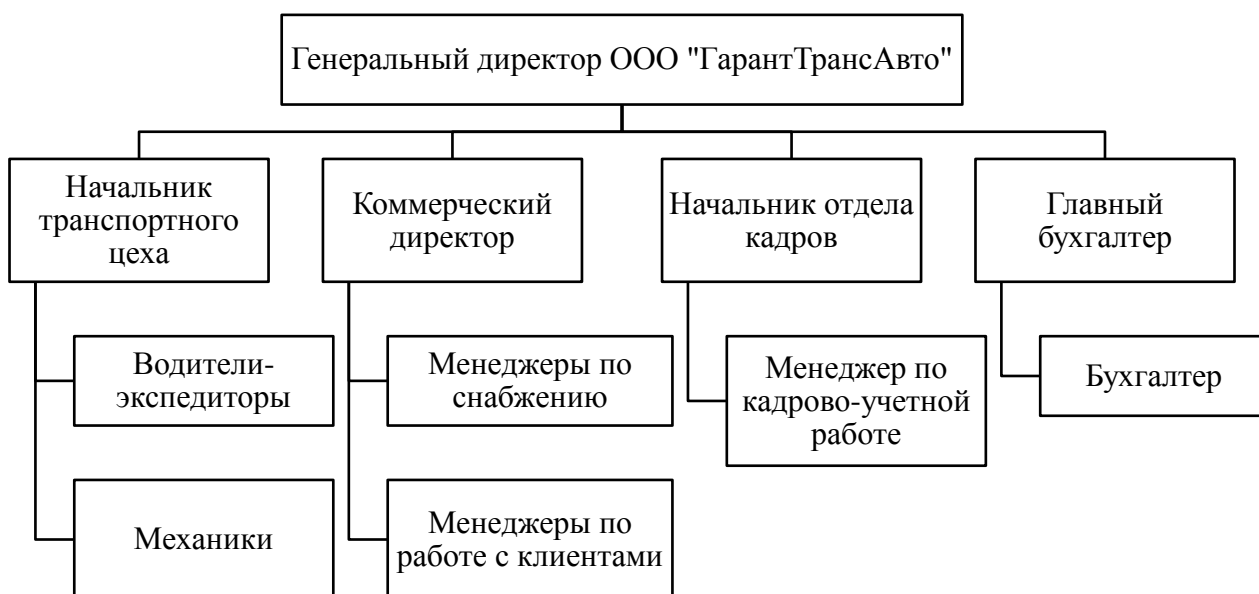 Генеральный директор ООО "ГарантТрансАвто"
Начальник
транспортного
цеха
Коммерческий
директор
Начальник отдела
кадров
Главный
бухгалтер
Водители-
экспедиторы
Менеджеры по
снабжению
Менеджер по
кадрово-учетной
работе
Бухгалтер
Механики
Менеджеры по
работе с клиентами